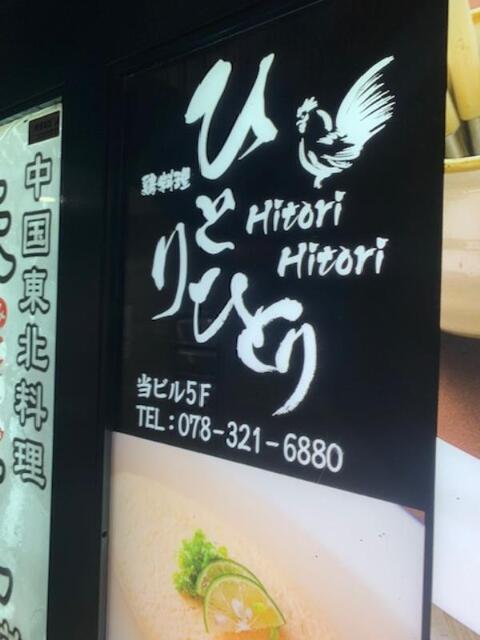 中国東北料理
鶏料理
ひとりひとり
Hitori
Hitori
当ビル5F
TEL:078-321-6880